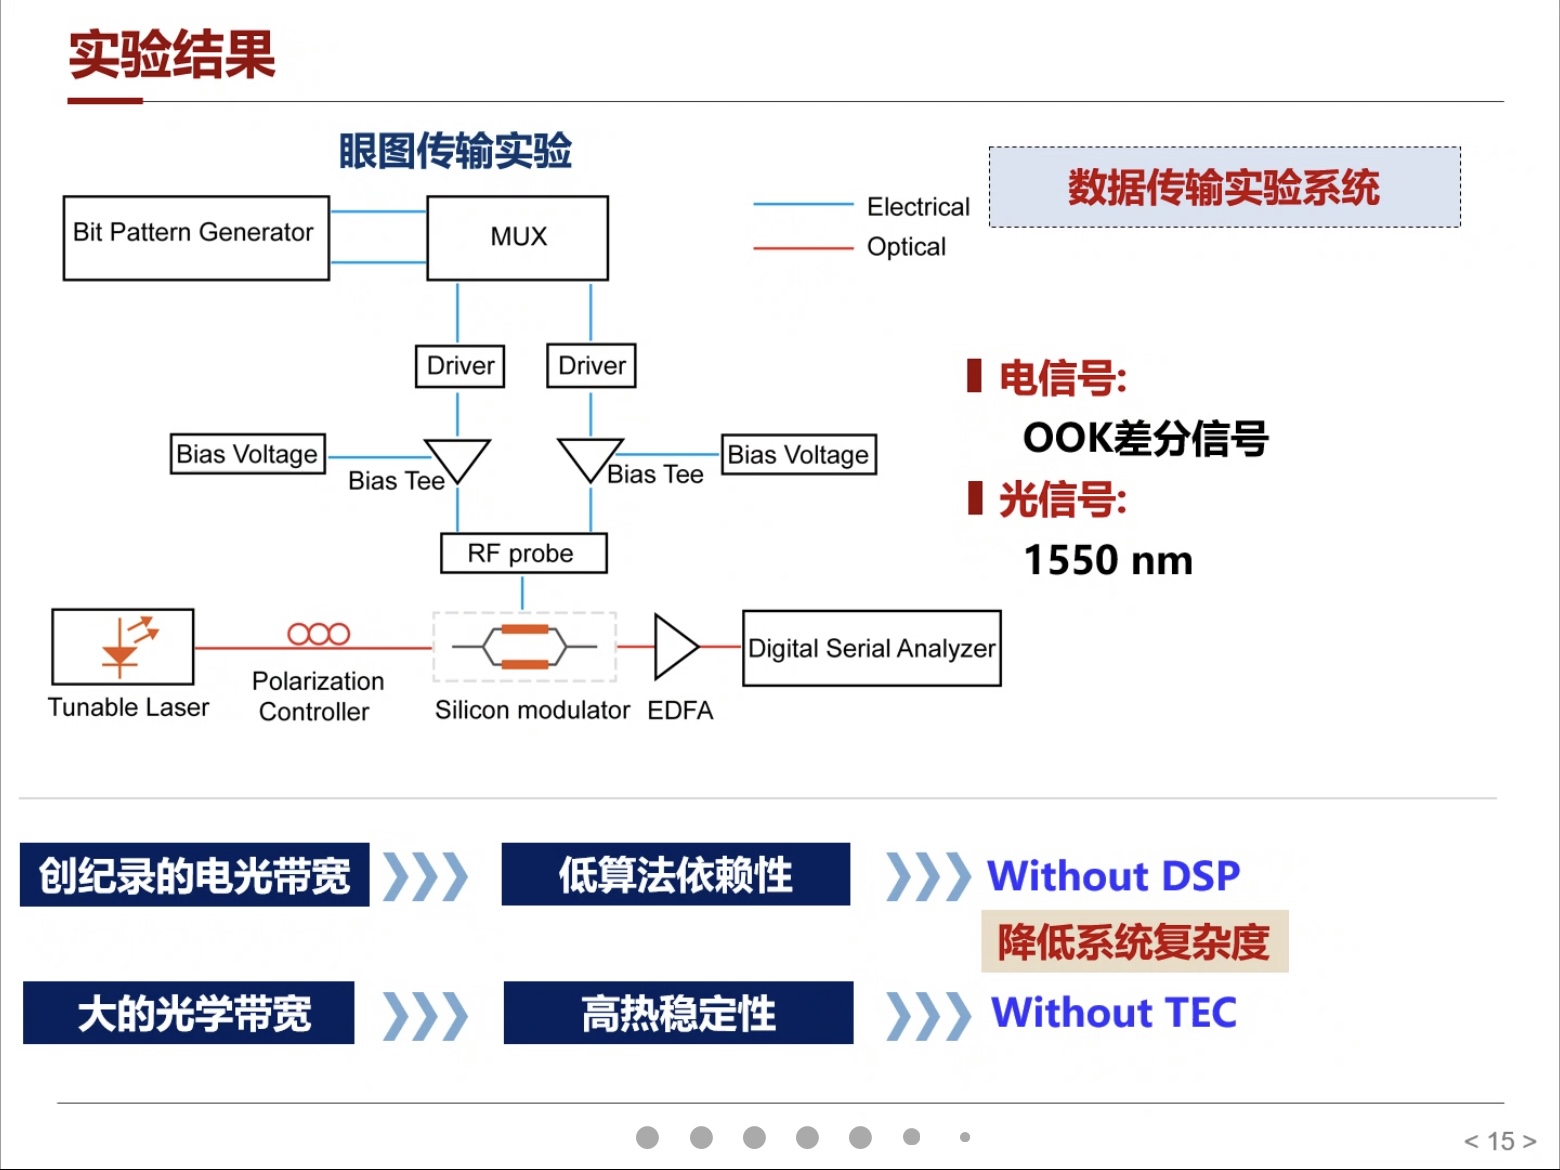 实验结果
眼图传输实验
数据传输实验系统
Bit Pattern Generator
MUX
Electrical
Optical
Driver
Driver
电信号:
OOK差分信号
Bias Voltage
Bias Tee
Bias Tee
Bias Voltage
光信号:
1550 nm
RF probe
Digital Serial Analyzer
Tunable Laser
Polarization
Controller
Silicon modulator
EDFA
创纪录的电光带宽
低算法依赖性
Without DSP
降低系统复杂度
大的光学带宽
高热稳定性
Without TEC
< 15 >